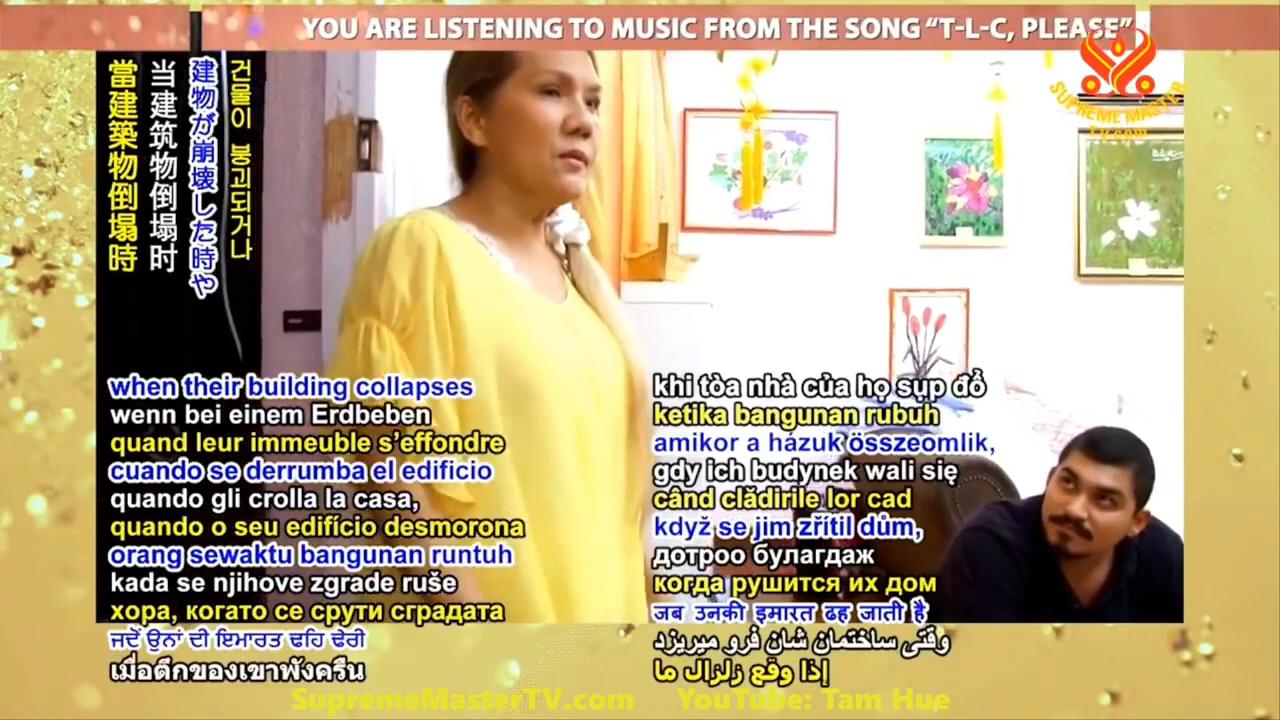 YOU ARE LISTENING TO MUSIC FROM THE SONG “T-L-C, PLEASE”
SUPREME MASTER
TV.com
當建築物倒塌時
当建筑物倒塌时
建物が崩壊した時や
건물이 붕괴되거나
when their building collapses
wenn bei einem Erdbeben
quand leur immeuble s’effondre
cuando se derrumba el edificio
quando gli crolla la casa,
quando o seu edifício desmorona
orang sewaktu bangunan runtuh
kada se njihove zgrade ruše
хора, когато се срути сградата
ਜਦੋਂ ਉਨਾਂ ਦੀ ਇਮਾਰਤ ਢਹਿ ਢੇਰੀ
เมื่อตึกของเขาพังครืน
khi tòa nhà của họ sụp đổ
ketika bangunan rubuh
amikor a házuk összeomlik,
gdy ich budynek wali się
când clădirile lor cad
když se jim zřítil dům,
дотроо булагдаж
когда рушится их дом
जब उनकी इमारत ढह जाती है
وقتی ساختمان شان فرو میریزد
إذا وقع زلزال ما
SupremeMasterTV.com
YouTube: Tam Hue